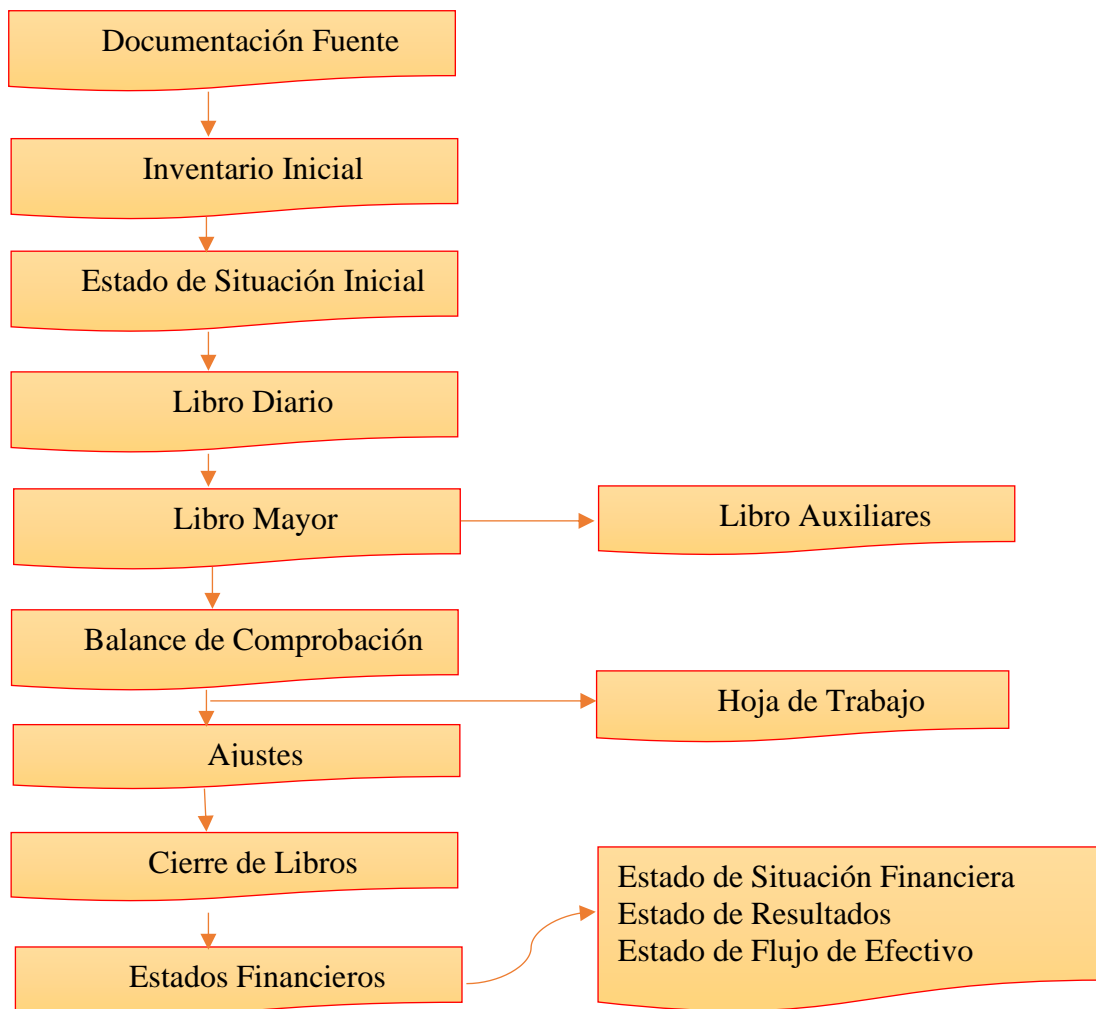 Documentación Fuente
Inventario Inicial
Estado de Situación Inicial
Libro Diario
Libro Mayor
Libro Auxiliares
Balance de Comprobación
Hoja de Trabajo
Ajustes
Cierre de Libros
Estado de Situación Financiera
Estado de Resultados
Estado de Flujo de Efectivo
Estados Financieros